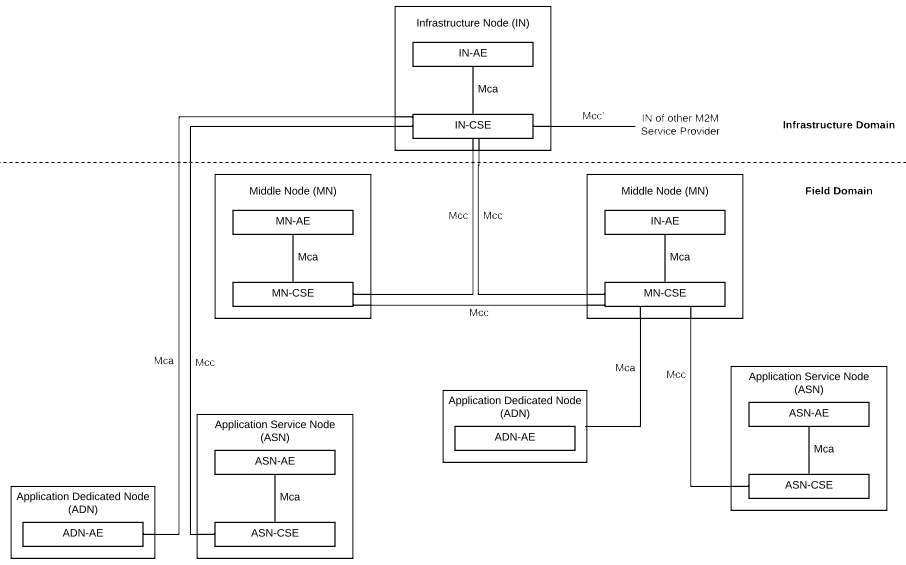 Infrastructure Node (IN)
IN-AE
Mca
IN-CSE
Mcc'
IN of other M2M
Service Provider
Infrastructure Domain
Field Domain
Middle Node (MN)
MN-AE
Mca
MN-CSE
Mcc
Mcc
Middle Node (MN)
IN-AE
Mca
MN-CSE
Mcc
Mca
Mcc
Mca
Mcc
Application Service Node
(ASN)
ASN-AE
Mca
ASN-CSE
Application Dedicated Node
(ADN)
ADN-AE
Application Service Node
(ASN)
ASN-AE
Mca
ASN-CSE
Application Dedicated Node
(ADN)
ADN-AE